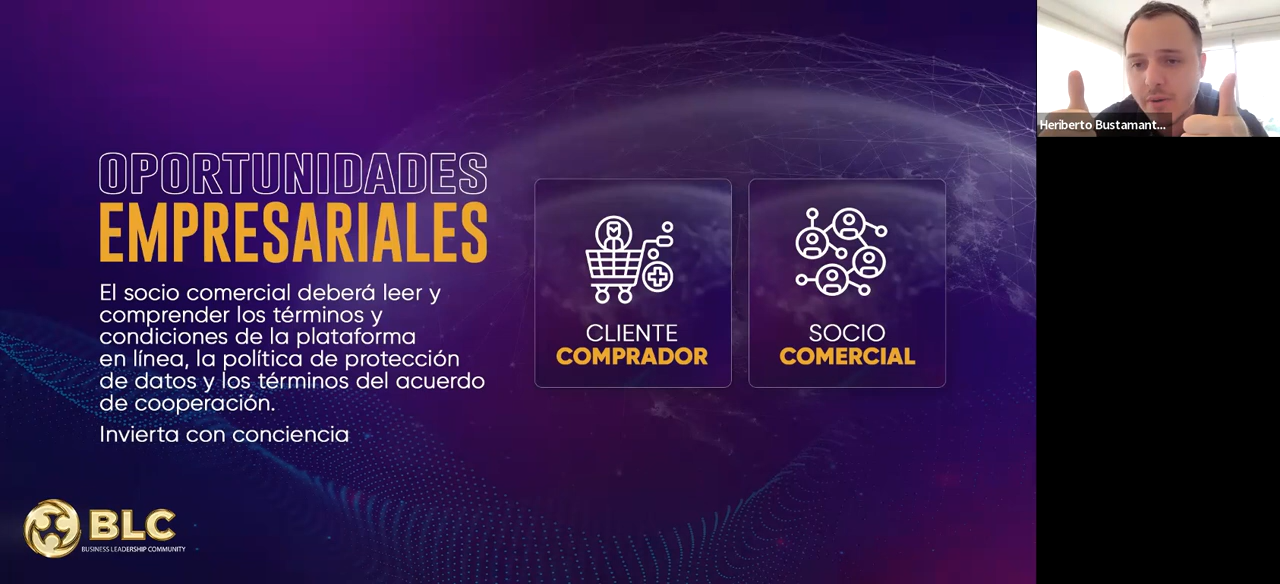 OPORTUNIDADES
EMPRESARIALES
El socio comercial deberá leer y
comprender los términos y
condiciones de la plataforma
en línea, la política de protección
de datos y los términos del acuerdo
de cooperación.
Invierta con conciencia
CLIENTE
COMPRADOR
SOCIO
COMERCIAL
BLC
BUSINESS LEADERSHIP COMMUNITY
Heriberto Bustamant...